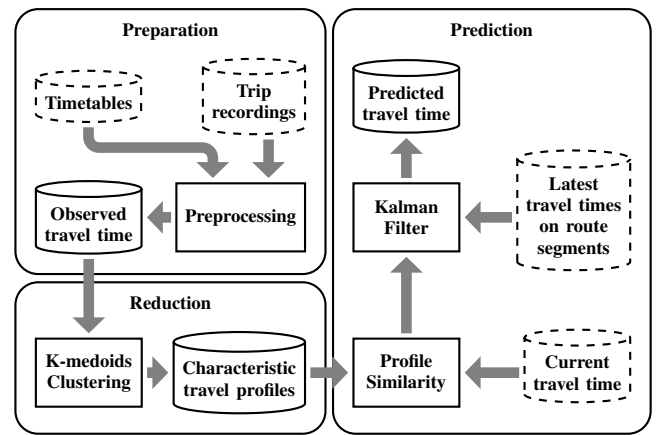 Preparation
Timetables
Trip
recordings
Observed
travel time
Preprocessing
Reduction
K-medoids
Clustering
Characteristic
travel profiles
Prediction
Predicted
travel time
Kalman
Filter
Latest
travel times
on route
segments
Profile
Similarity
Current
travel time